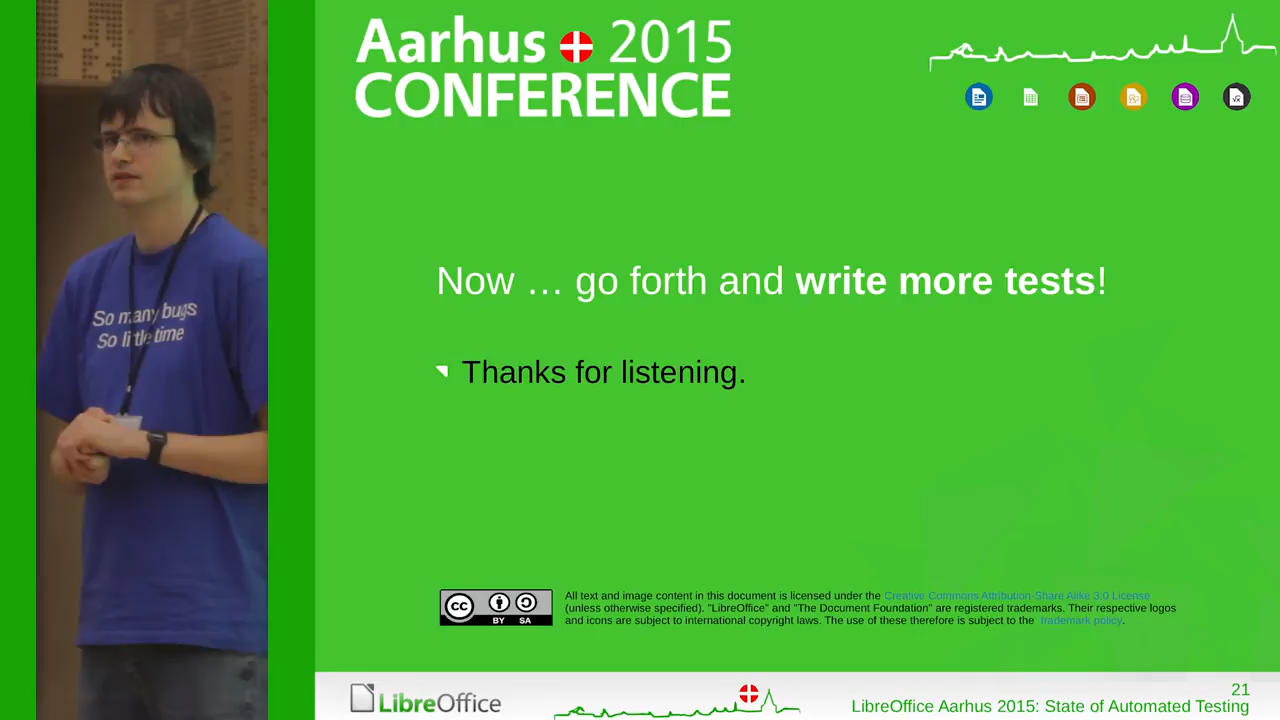 Aarhus 2015
CONFERENCE
So many bugs
So little time
Now … go forth and write more tests!
Thanks for listening.
CC BY SA
All text and image content in this document is licensed under the Creative Commons Attribution-Share Alike 3.0 License
(unless otherwise specified). "LibreOffice" and "The Document Foundation" are registered trademarks. Their respective logos
and icons are subject to international copyright laws. The use of these therefore is subject to the trademark policy.
LibreOffice
21
LibreOffice Aarhus 2015: State of Automated Testing